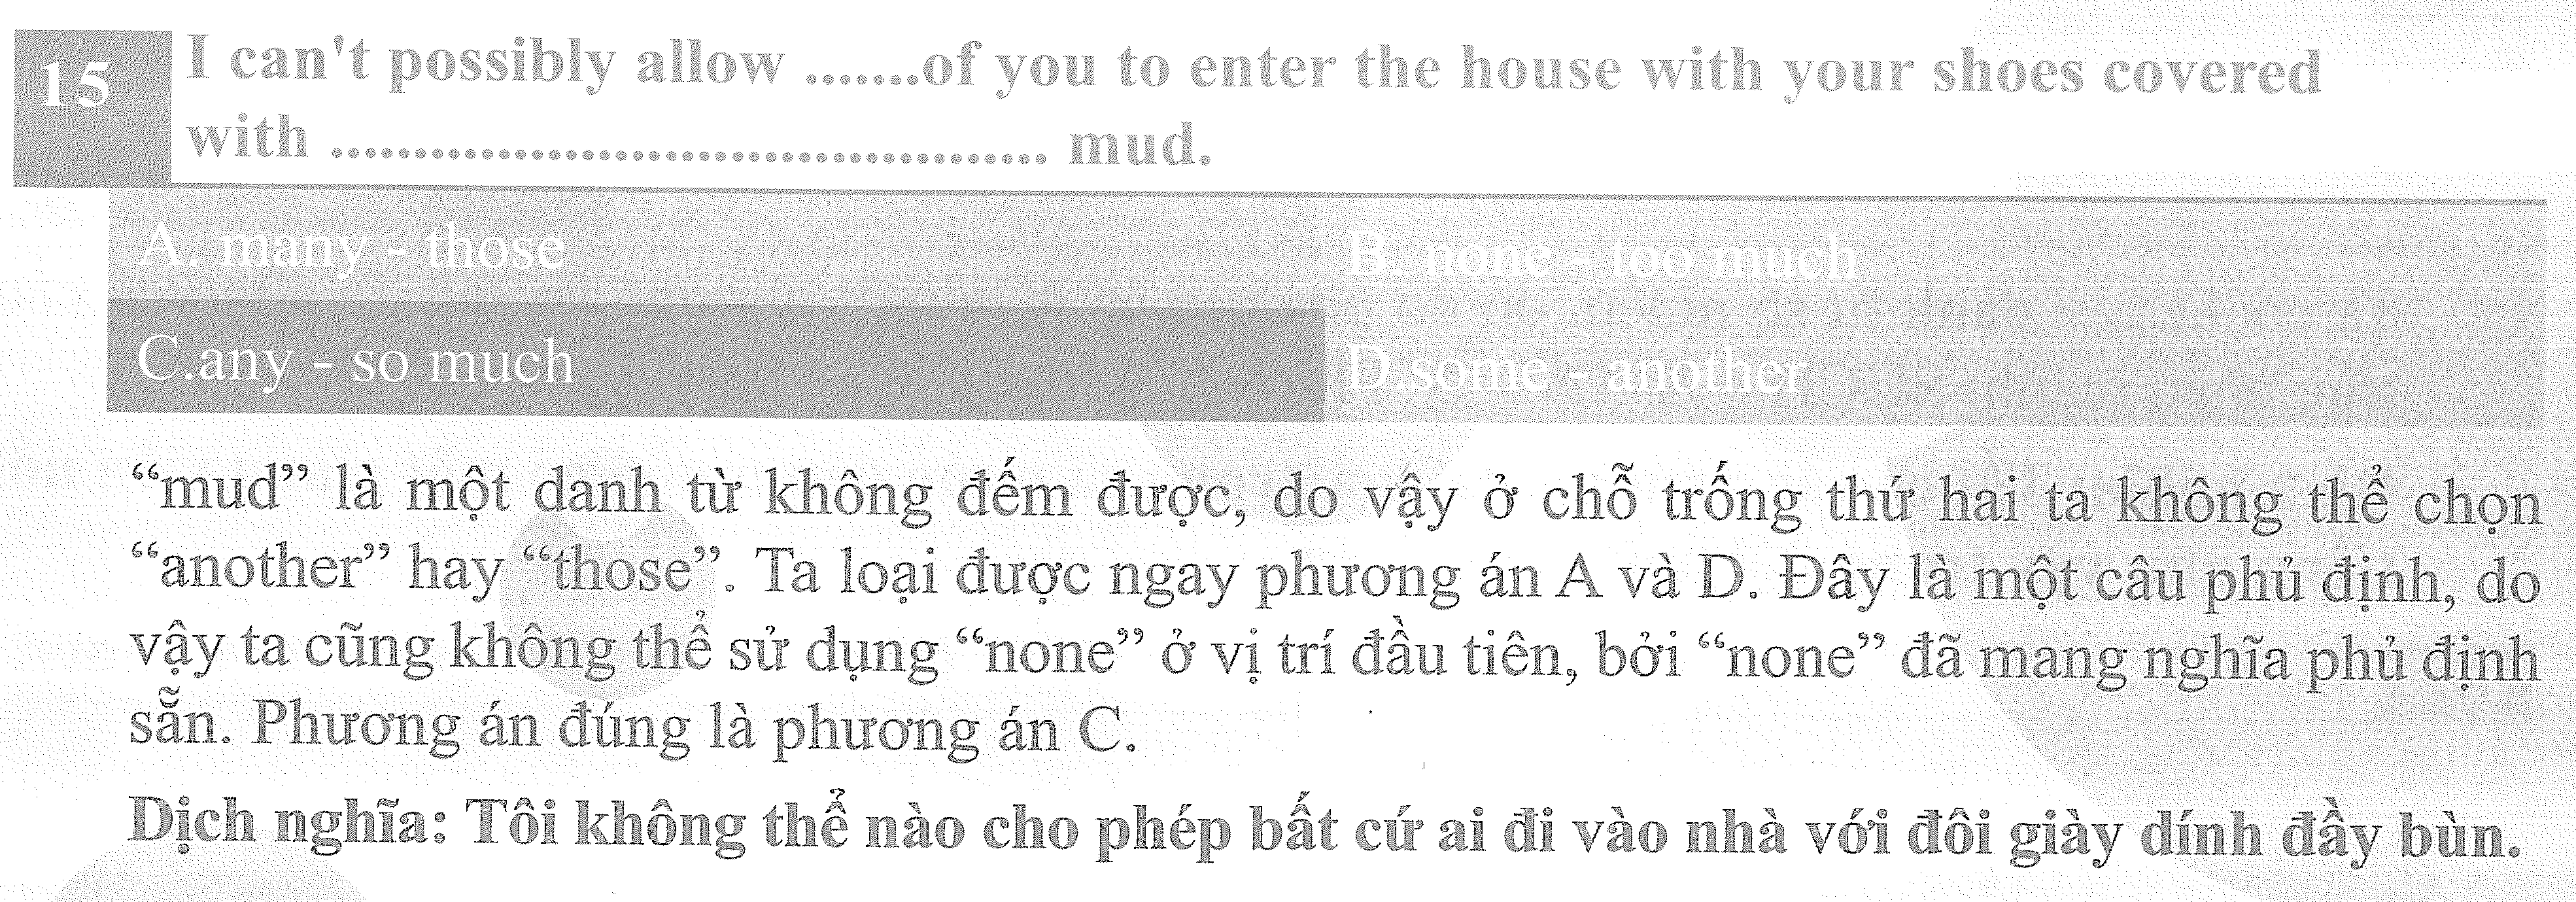 15
I can't possibly allow .......of you to enter the house with your shoes covered
with ........................................... mud.
A. many - those
B. none - too much
C.any - so much
D.some - another
“mud” là một danh từ không đếm được, do vậy ở chỗ trống thứ hai ta không thể chọn
“another” hay “those”. Ta loại được ngay phương án A và D. Đây là một câu phủ định, do
vậy ta cũng không thể sử dụng “none” ở vị trí đầu tiên, bởi “none” đã mang nghĩa phủ định
sẵn. Phương án đúng là phương án C.
Dịch nghĩa: Tôi không thể nào cho phép bất cứ ai đi vào nhà với đôi giày dính đầy bùn.